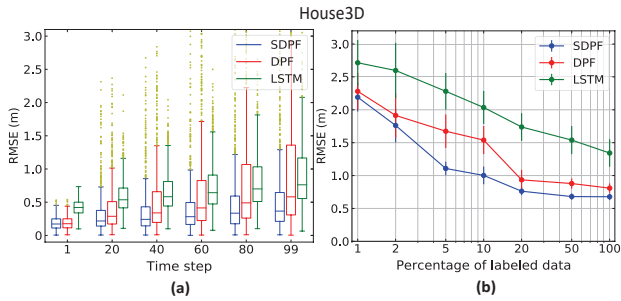 House3D
3.0
2.5
2.0
1.5
1.0
0.5
0
RMSE (m)
SDPF
DPF
LSTM
1 20 40 60 80 99
Time step
(a)
3.0
2.5
2.0
1.5
1.0
0.5
0.0
RMSE (m)
SDPF
DPF
LSTM
1 2 5 10 20 50 100
Percentage of labeled data
(b)